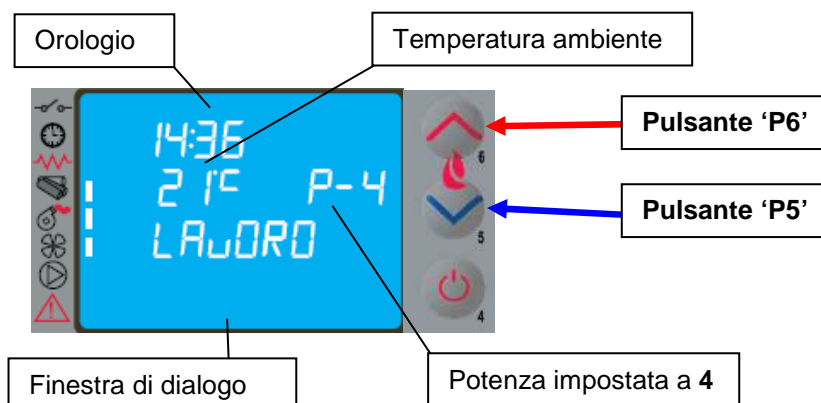 Orologio
Temperatura ambiente
14:36
21°C P-4
LAVORO
6
5
4
Pulsante ‘P6’
Pulsante ‘P5’
Finestra di dialogo
Potenza impostata a 4